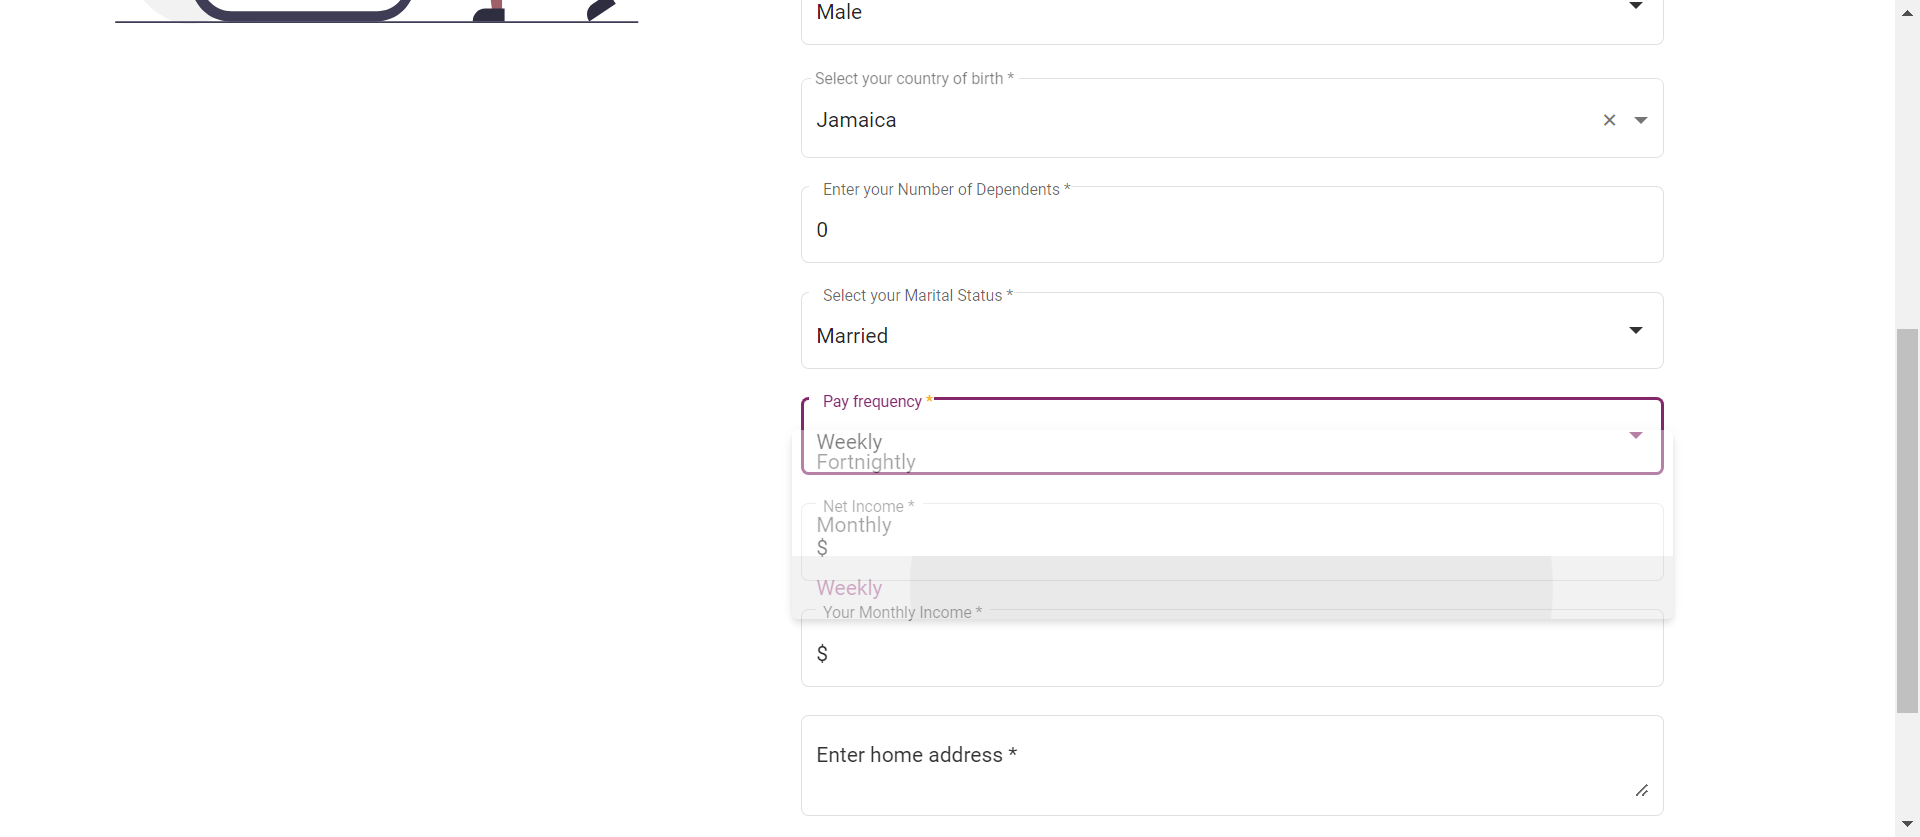 Male
Select your country of birth *
Jamaica
Enter your Number of Dependents *
0
Select your Marital Status *
Married
Pay frequency *
Weekly
Fortnightly
Net Income *
Monthly
$
Weekly
Your Monthly Income *
$
Enter home address *